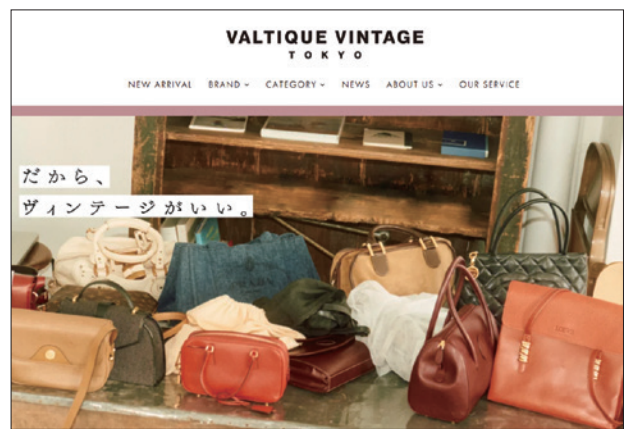 VALTIQUE VINTAGE
TOKYO
NEW ARRIVAL BRAND CATEGORY NEWS ABOUT US OUR SERVICE
だから、
ヴィンテージがいい。